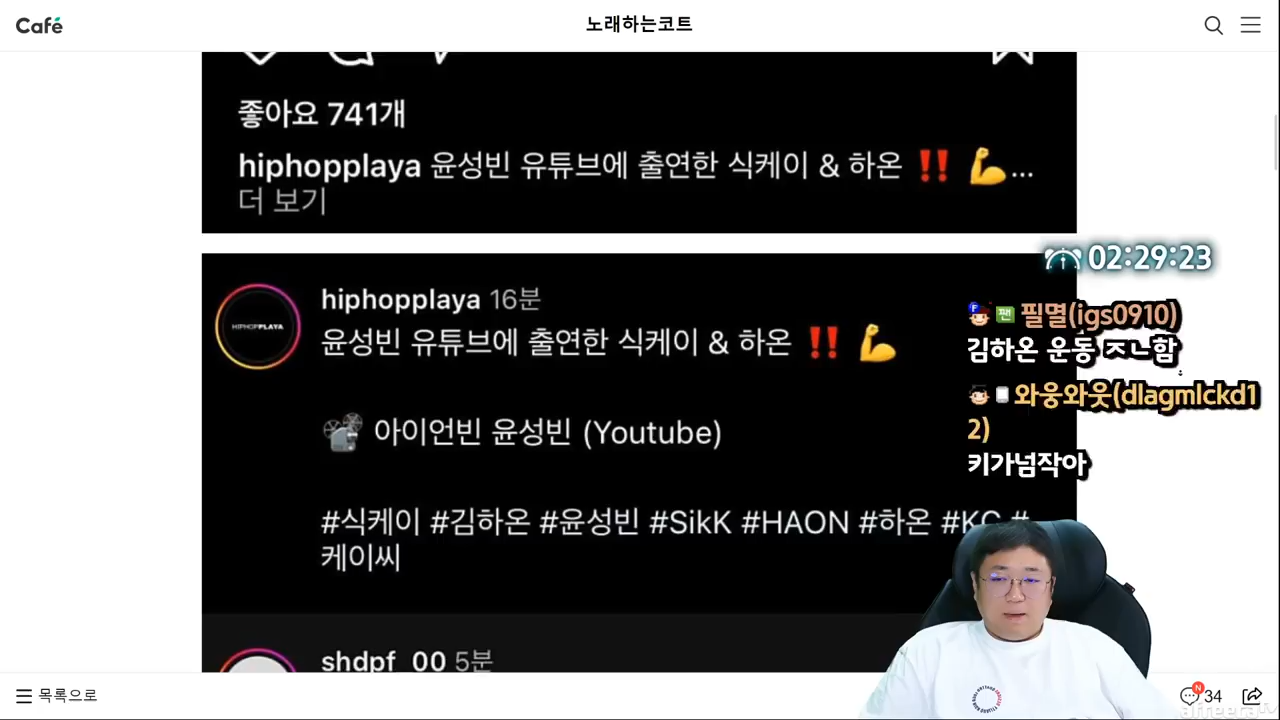 Café
노래하는코트
좋아요 741개
hiphopplaya 윤성빈 유튜브에 출연한 식케이 & 하온 ‼️ 💪...
더 보기
02:29:23
HIPHOPPLAYA
hiphopplaya 16분
윤성빈 유튜브에 출연한 식케이 & 하온 ‼️ 💪
필멸(igs0910)
김하온 운동 ㅈㄴ함
와웅와웃(dlagmlckd1
2)
키가넘작아
🎥 아이언빈 윤성빈 (Youtube)
#식케이 #김하온 #윤성빈 #SikK #HAON #하온 #KC #
케이씨
shdpf_00 5분
목록으로
N
34
afreecaTV